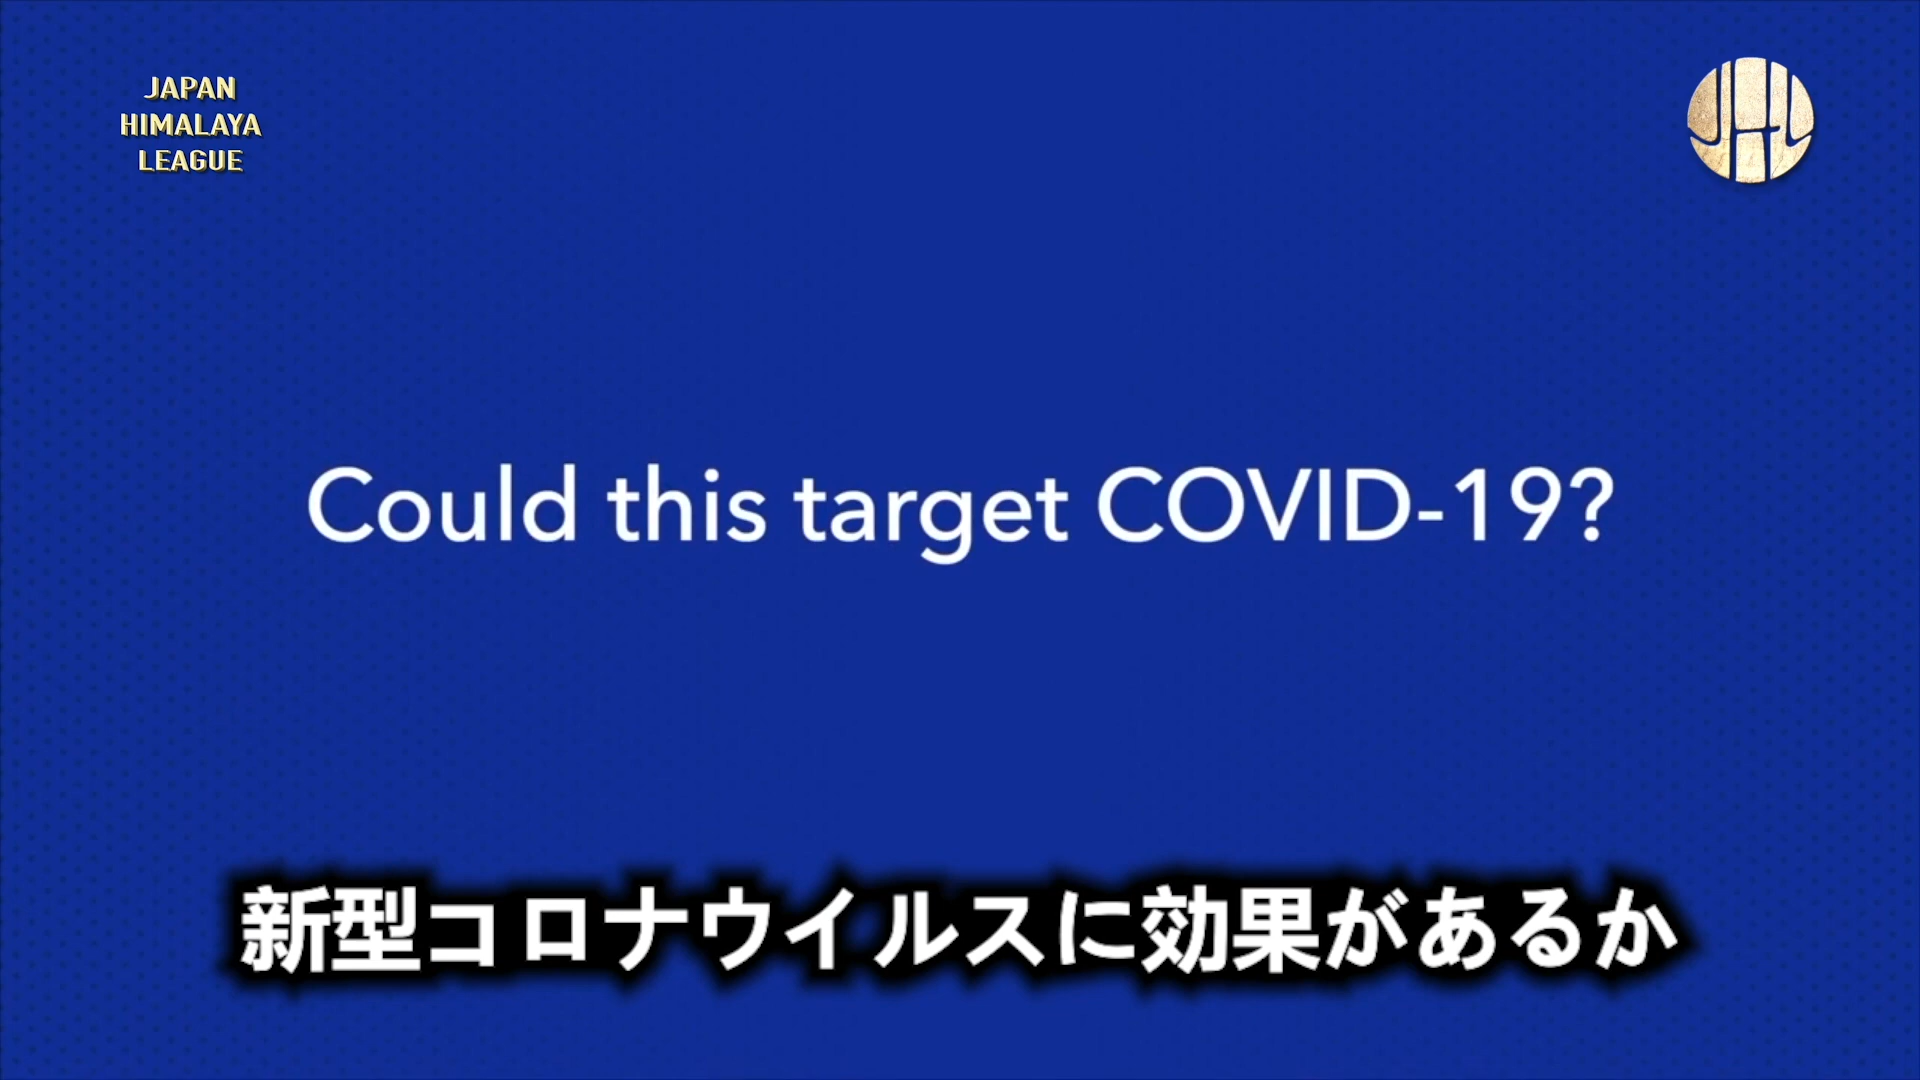 JAPAN
HIMALAYA
LEAGUE
JHL
Could this target COVID-19?
新型コロナウイルスに効果があるか